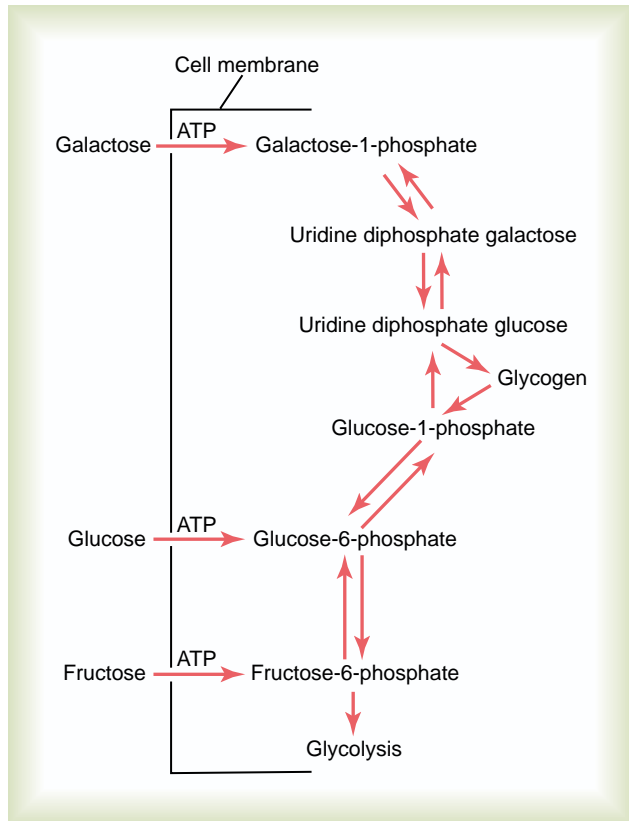 Cell membrane
ATP
Galactose
Galactose-1-phosphate
Uridine diphosphate galactose
Uridine diphosphate glucose
Glycogen
Glucose-1-phosphate
ATP
Glucose
Glucose-6-phosphate
ATP
Fructose
Fructose-6-phosphate
Glycolysis